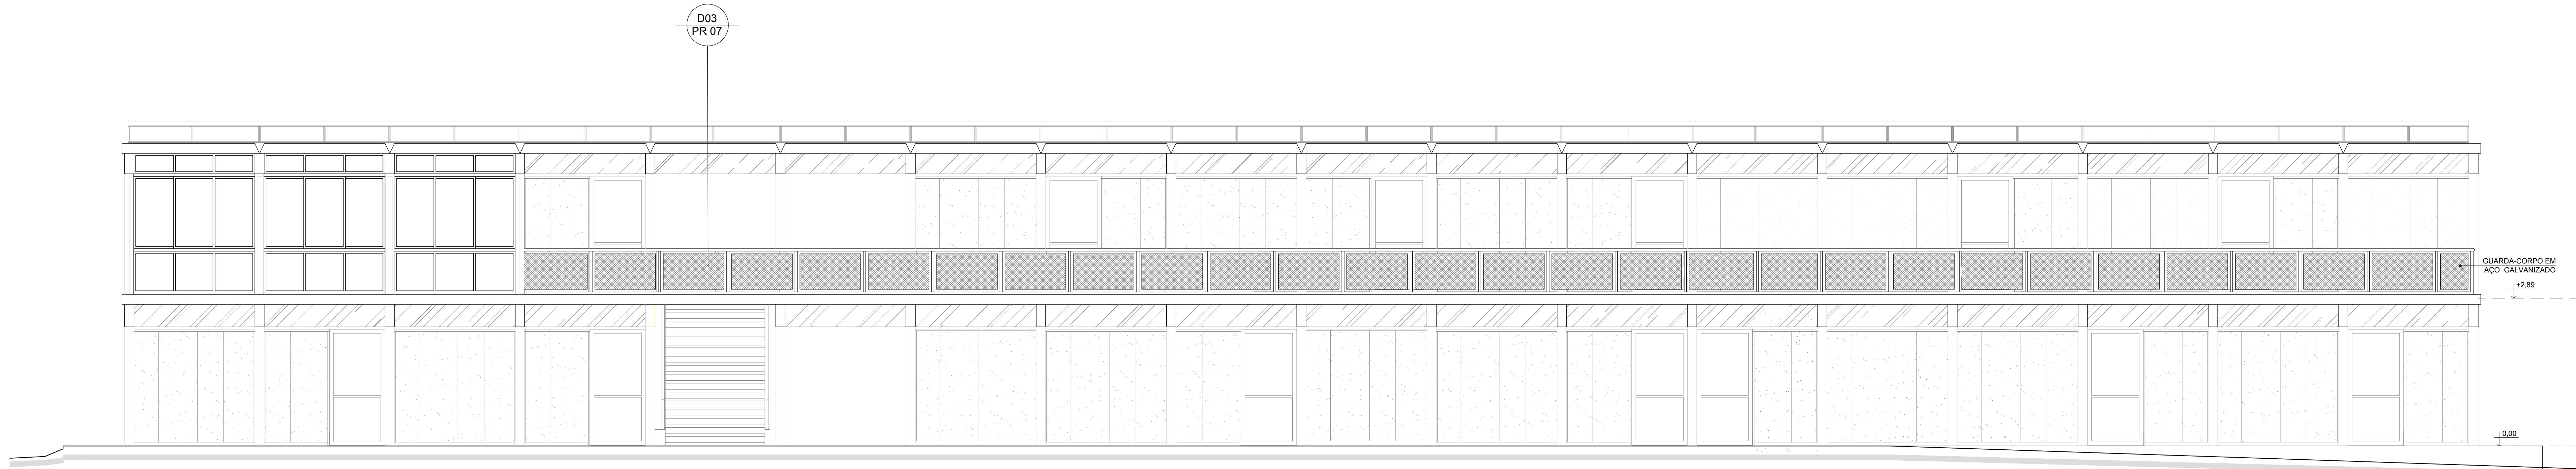 D03
PR 07
GUARDA-CORPO EM
AÇO GALVANIZADO
+2,89
0,00